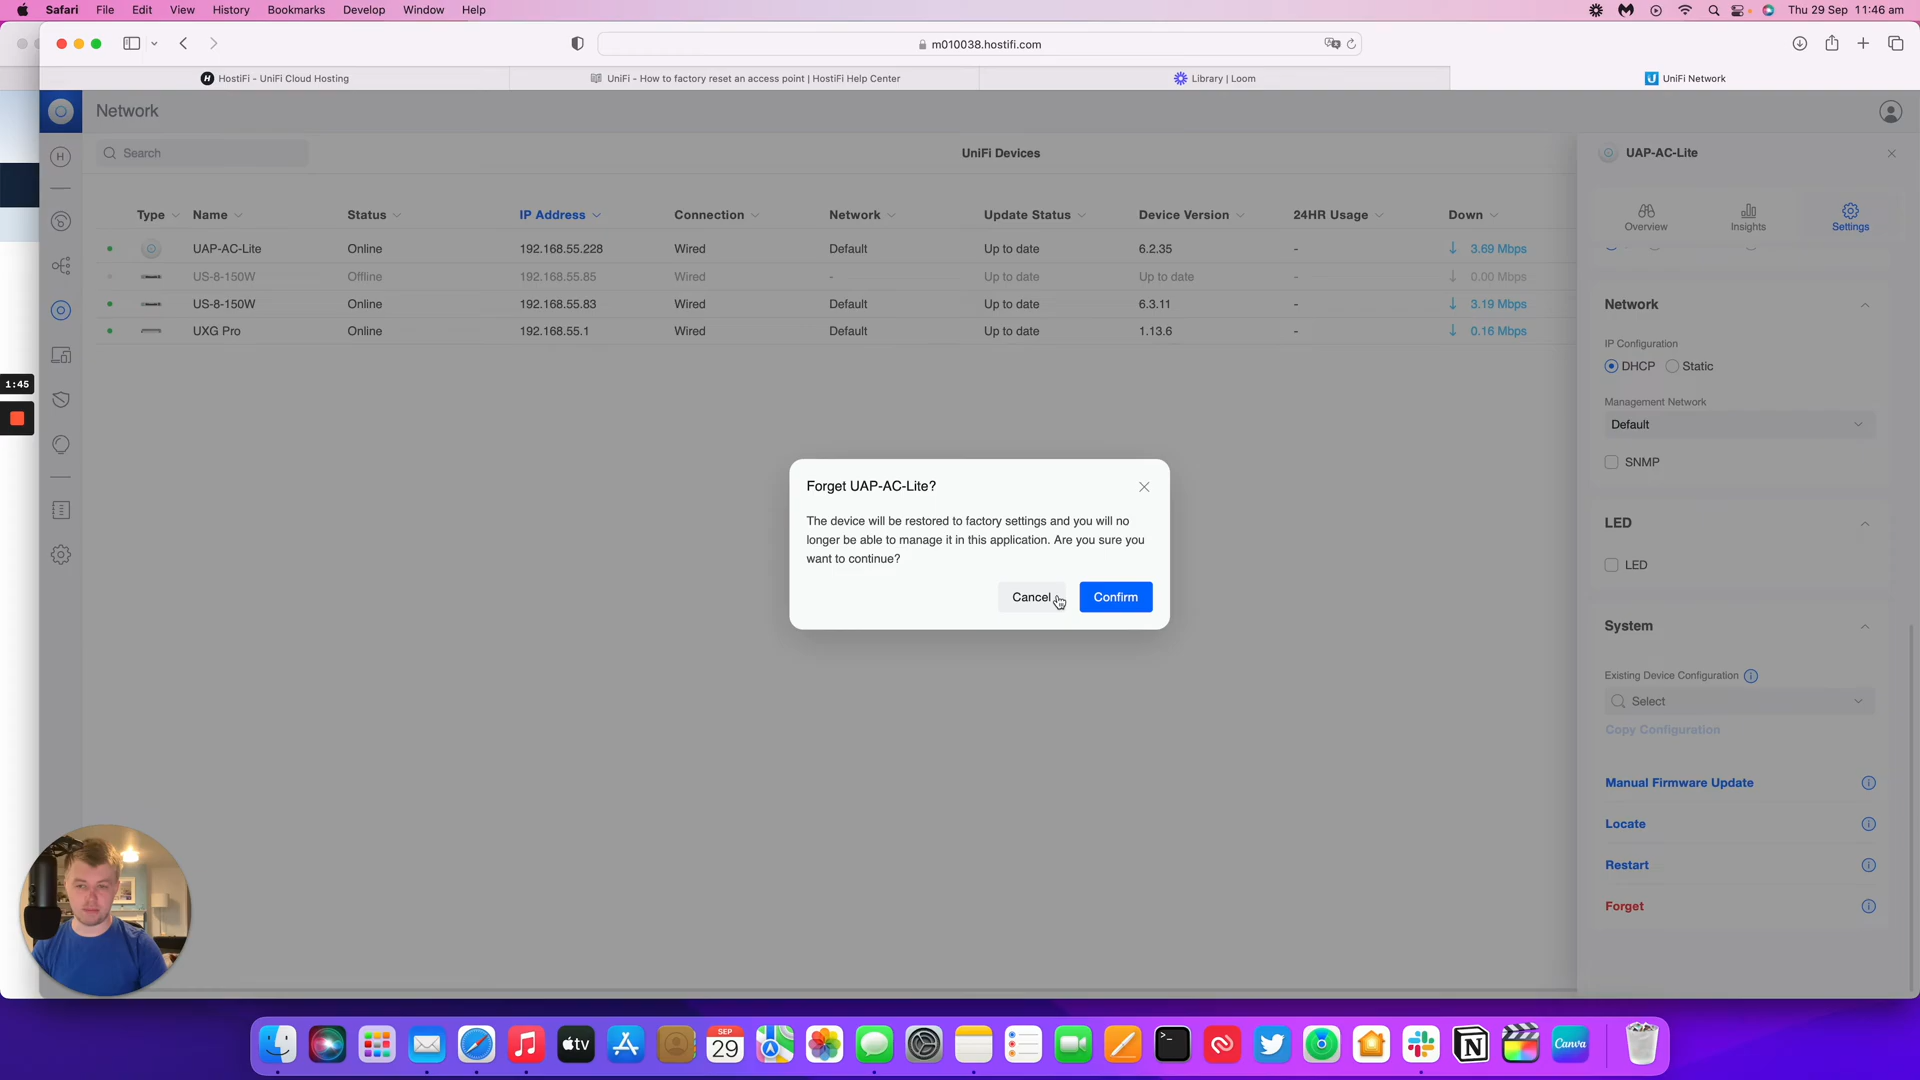 Safari File Edit View History Bookmarks Develop Window Help
Thu 29 Sep 11:46 am
m010038.hostifi.com
HostiFi - UniFi Cloud Hosting
UniFi - How to factory reset an access point | HostiFi Help Center
Library | Loom
UniFi Network
Network
Search
UniFi Devices
UAP-AC-Lite
Overview Insights Settings
Type Name Status IP Address Connection Network Update Status Device Version 24HR Usage Down
UAP-AC-Lite Online 192.168.55.228 Wired Default Up to date 6.2.35 - ↓ 3.69 Mbps
US-8-150W Offline 192.168.55.85 Wired - Up to date Up to date - ↓ 0.00 Mbps
US-8-150W Online 192.168.55.83 Wired Default Up to date 6.3.11 - ↓ 3.19 Mbps
UXG Pro Online 192.168.55.1 Wired Default Up to date 1.13.6 - ↓ 0.16 Mbps
1:45
Forget UAP-AC-Lite?
The device will be restored to factory settings and you will no
longer be able to manage it in this application. Are you sure you
want to continue?
Cancel
Confirm
Network
IP Configuration
DHCP Static
Management Network
Default
SNMP
LED
LED
System
Existing Device Configuration
Select
Copy Configuration
Manual Firmware Update
Locate
Restart
Forget
tv
SEP
29
Canva